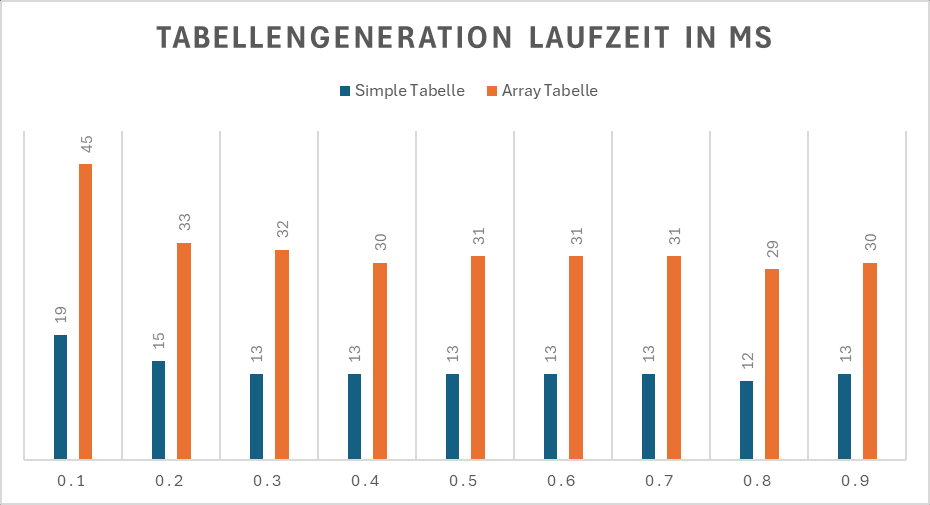 TABELLENGENERATION LAUFZEIT IN MS
Simple Tabelle Array Tabelle
19 45 15 33 13 32 13 30 13 31 13 31 13 31 12 29 13 30
0.1 0.2 0.3 0.4 0.5 0.6 0.7 0.8 0.9